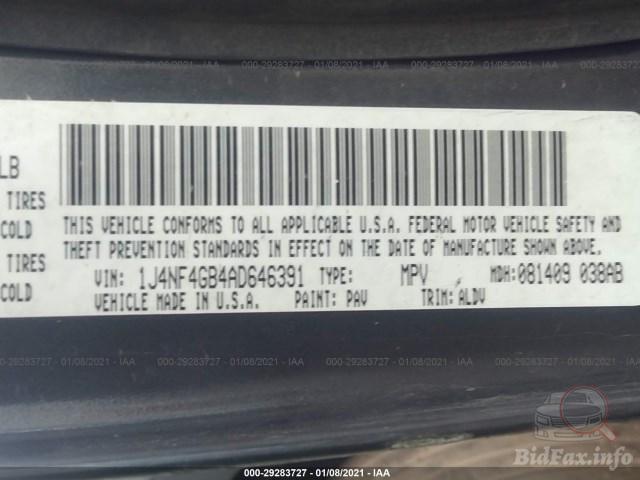 000-29283727 - 01/08/2021 - IAA
LB
TIRES
COLD
TIRES
COLD
THIS VEHICLE CONFORMS TO ALL APPLICABLE U.S.A. FEDERAL MOTOR VEHICLE SAFETY AND
THEFT PREVENTION STANDARDS IN EFFECT ON THE DATE OF MANUFACTURE SHOWN ABOVE.
VIN: 1J4NF4GB4AD646391 TYPE: MPV MDH: 081409 038AB
VEHICLE MADE IN U.S.A. PAINT: PAV TRIM: ALDV
000-29283727 - 01/08/2021 - IAA
BidFax.info